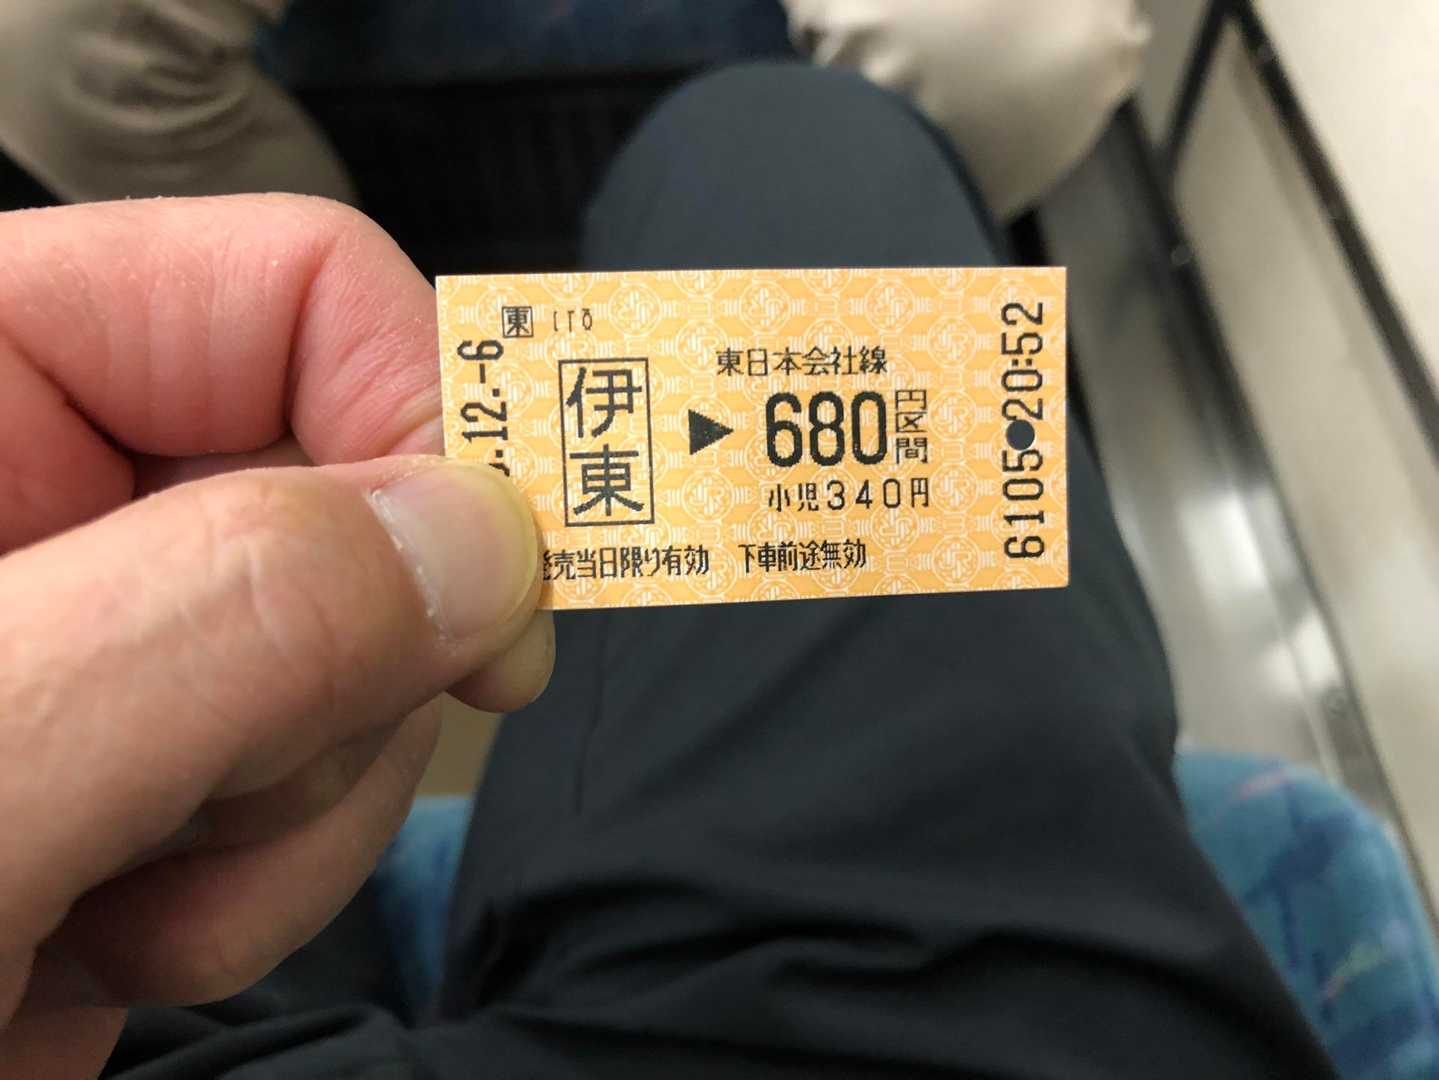 東
伊東
東日本会社線
▶ 680円区間
小児340円
売当日限り有効 下車前途無効
.12.-6
6105●20:52